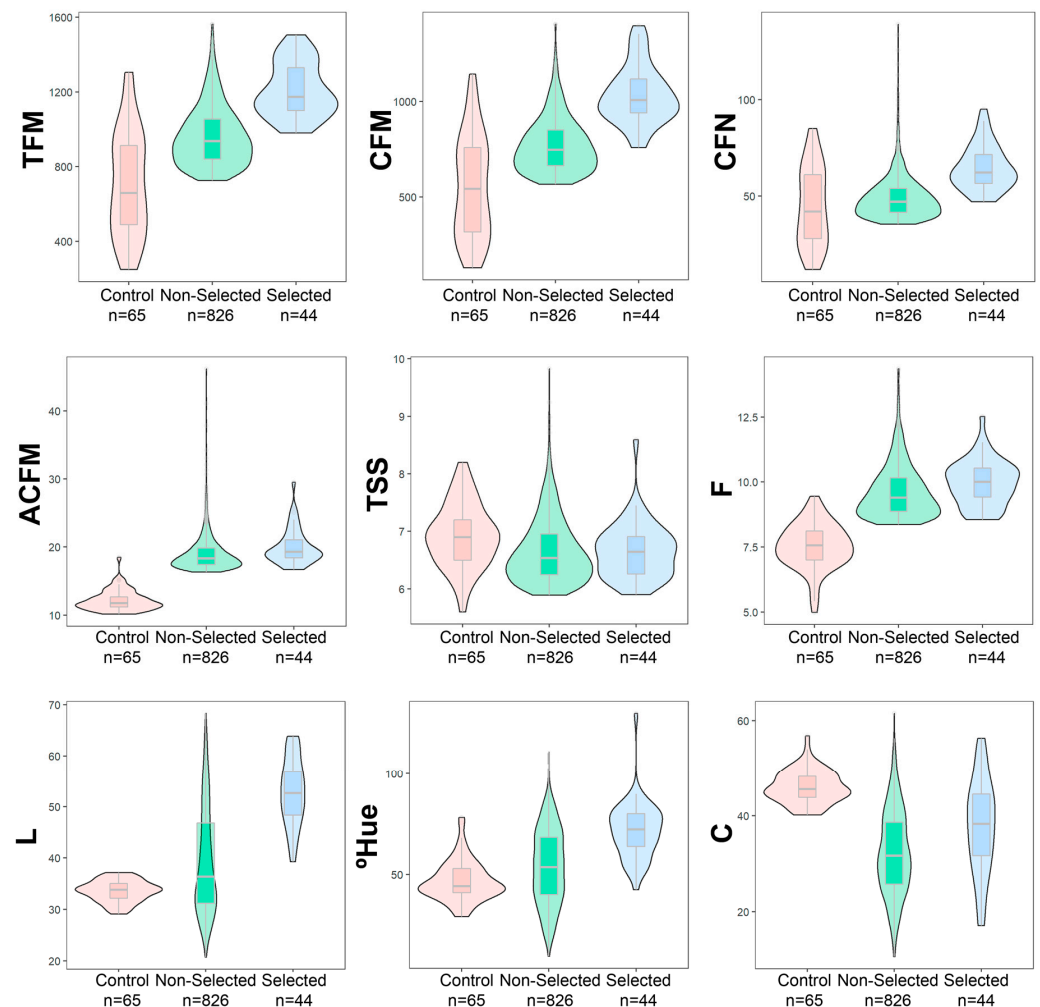 1600
1200
800
400
TFM
Control Non-Selected Selected
n=65 n=826 n=44
1000
500
CFM
Control Non-Selected Selected
n=65 n=826 n=44
100
50
CFN
Control Non-Selected Selected
n=65 n=826 n=44
40
30
20
10
ACFM
Control Non-Selected Selected
n=65 n=826 n=44
10
9
8
7
6
TSS
Control Non-Selected Selected
n=65 n=826 n=44
12.5
10.0
7.5
5.0
F
Control Non-Selected Selected
n=65 n=826 n=44
70
60
50
40
30
20
L
Control Non-Selected Selected
n=65 n=826 n=44
100
50
ºHue
Control Non-Selected Selected
n=65 n=826 n=44
60
40
20
C
Control Non-Selected Selected
n=65 n=826 n=44